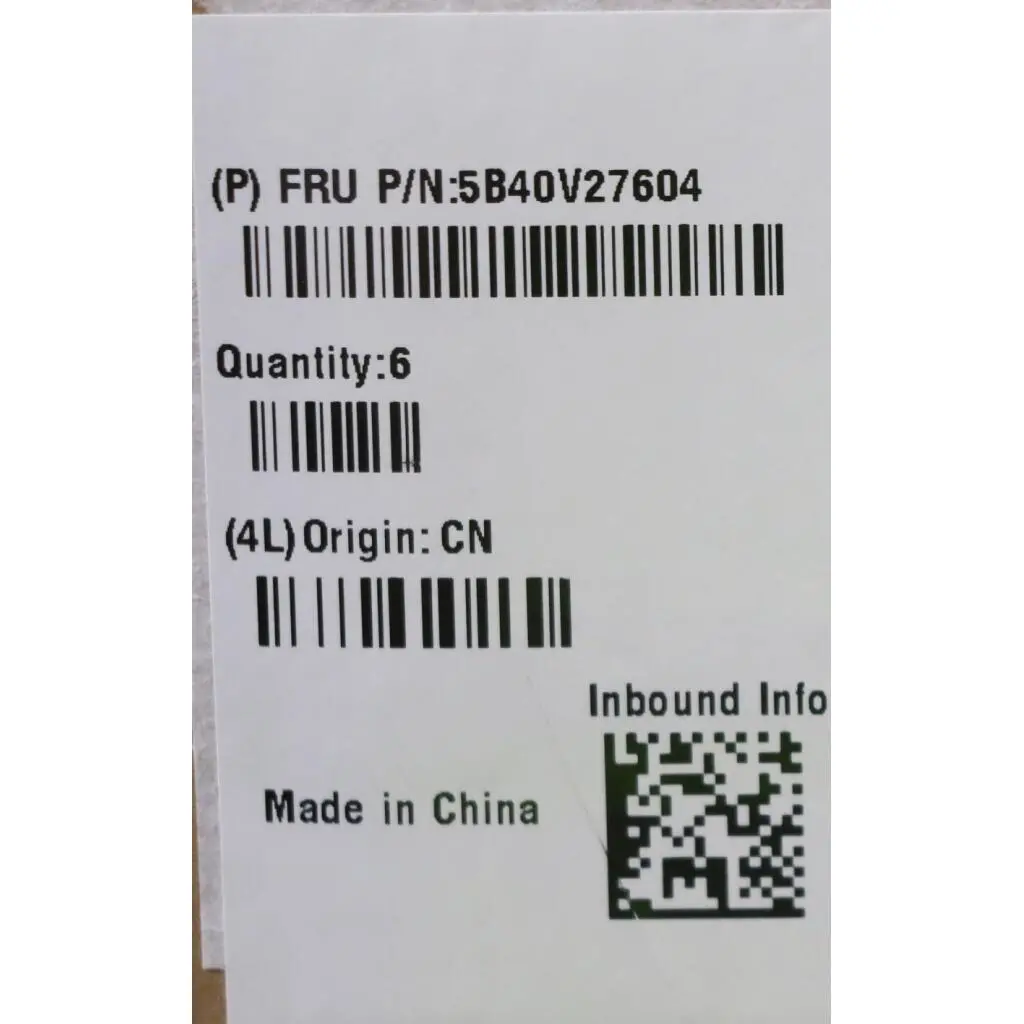 (P) FRU P/N:5B40V27604
Quantity:6
(4L)Origin: CN
Inbound Info
Made in China